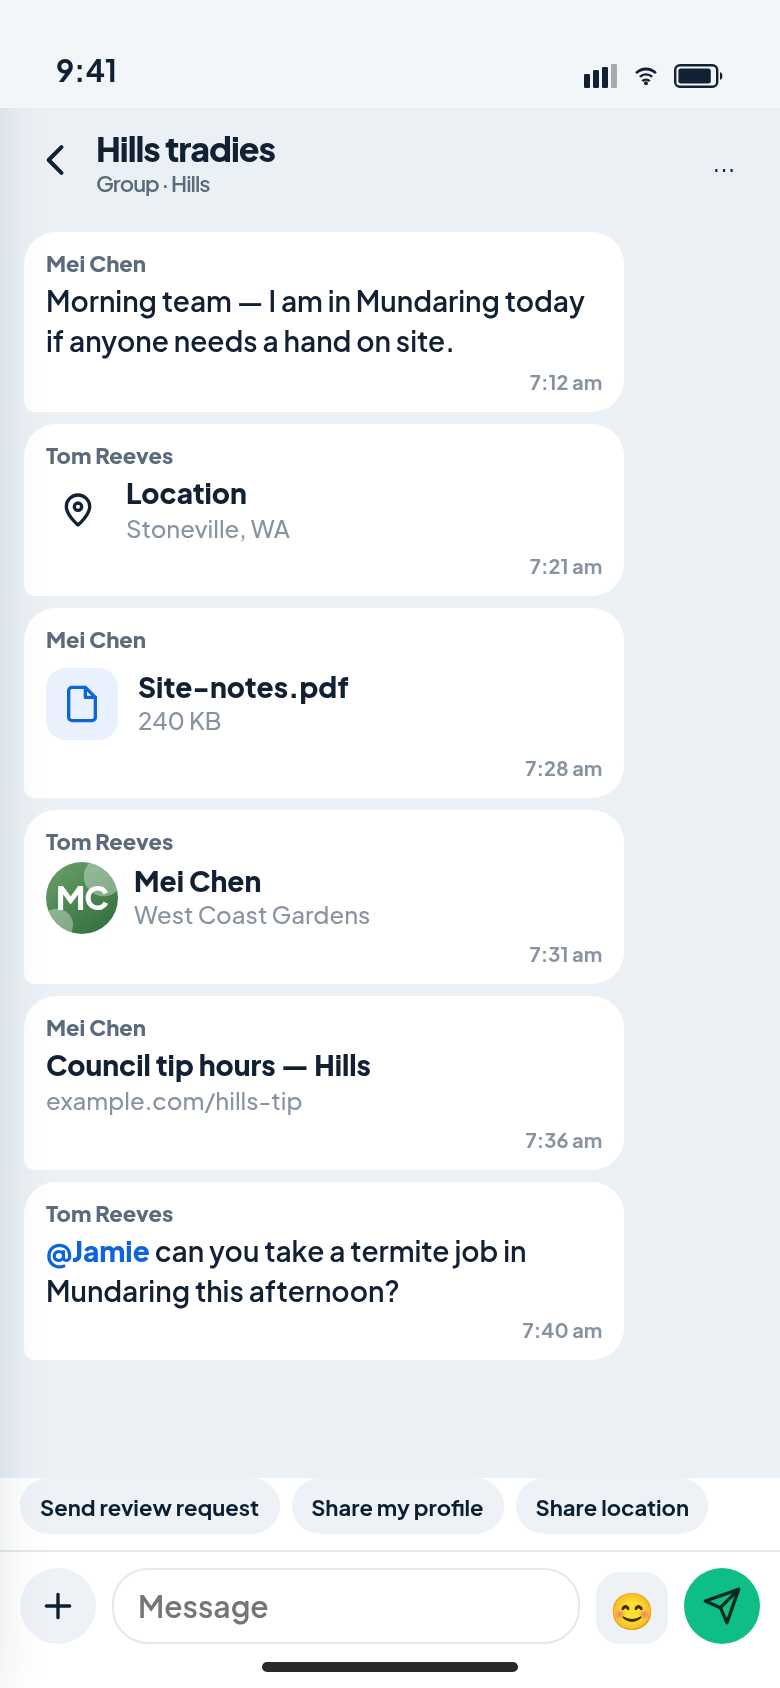 9:41
Hills tradies
Group · Hills
...
Mei Chen
Morning team — I am in Mundaring today
if anyone needs a hand on site.
7:12 am
Tom Reeves
Location
Stoneville, WA
7:21 am
Mei Chen
Site-notes.pdf
240 KB
7:28 am
Tom Reeves
MC
Mei Chen
West Coast Gardens
7:31 am
Mei Chen
Council tip hours — Hills
example.com/hills-tip
7:36 am
Tom Reeves
@Jamie can you take a termite job in
Mundaring this afternoon?
7:40 am
Send review request
Share my profile
Share location
Message